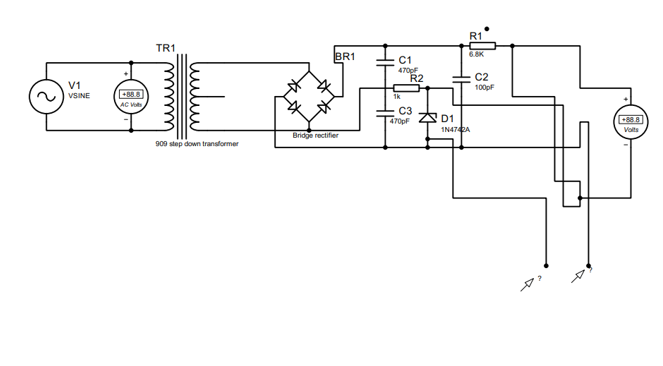 TR1
V1
VSINE
+88.8
AC Volts
909 step down transformer
BR1
Bridge rectifier
C1
470pF
R2
1k
C3
470pF
D1
1N4742A
R1
6.8K
C2
100pF
+88.8
Volts
?
?